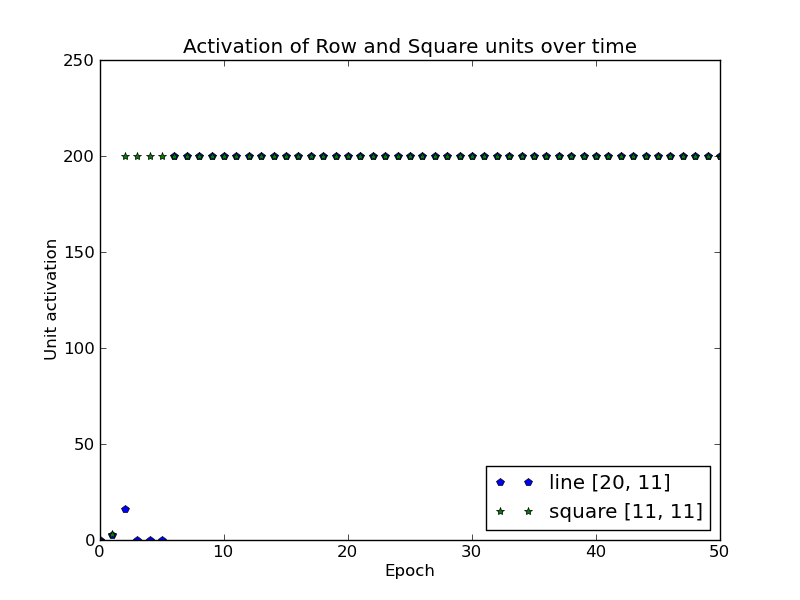 Activation of Row and Square units over time
250
200
150
100
50
0
Unit activation
0 10 20 30 40 50
Epoch
line [20, 11]
square [11, 11]